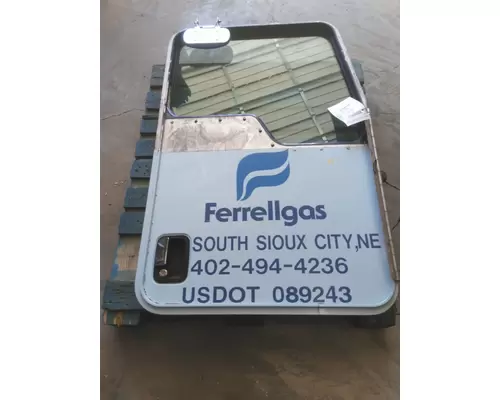 Ferrellgas
SOUTH SIOUX CITY, NE
402-494-4236
USDOT 089243